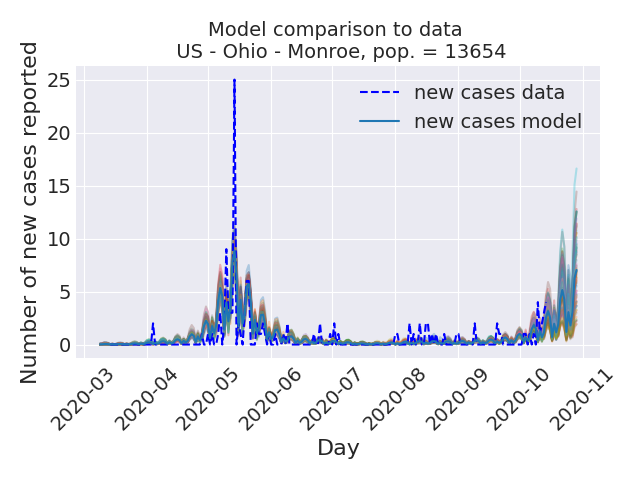 Model comparison to data
US - Ohio - Monroe, pop. = 13654
Number of new cases reported
25
20
15
10
5
0
new cases data
new cases model
2020-03
2020-04
2020-05
2020-06
2020-07
2020-08
2020-09
2020-10
2020-11
Day